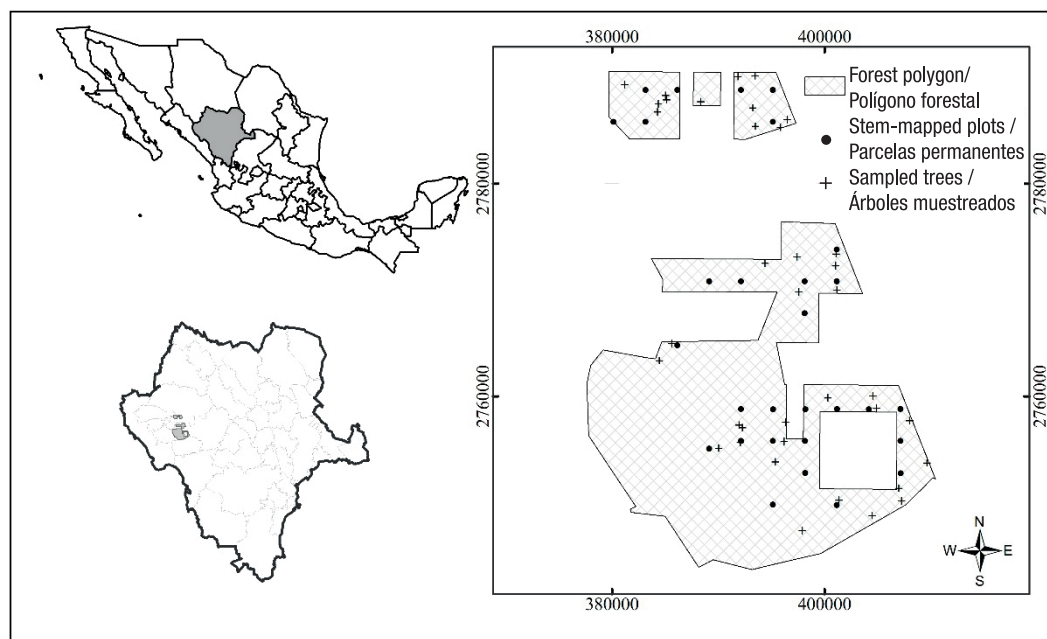 380000 400000
Forest polygon/
Polígono forestal
Stem-mapped plots /
Parcelas permanentes
Sampled trees /
Árboles muestreados
2780000
2780000
2760000
2760000
N
W E
S
380000 400000